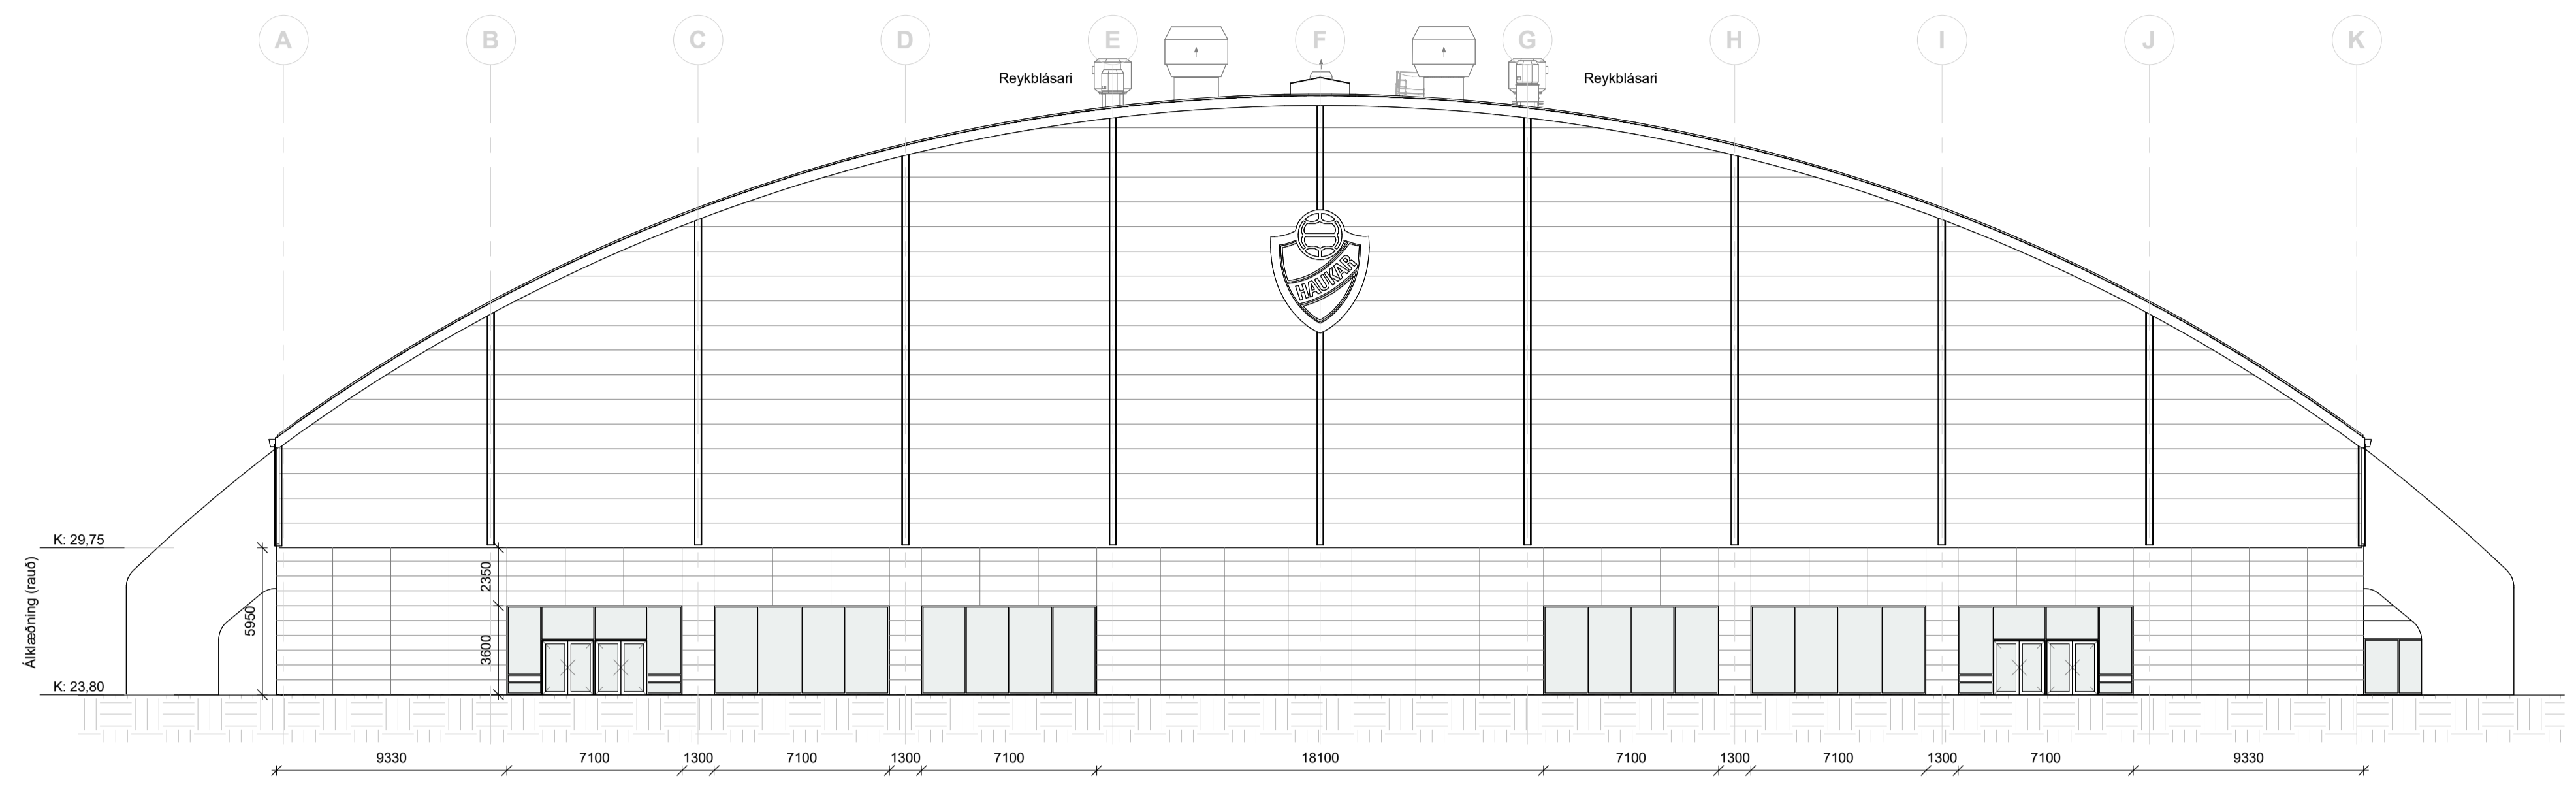 A B C D E F G H I J K
Reykblásari Reykblásari
HAUKAR
K: 29,75
Álklæðning (rauð)
5950
2350
3600
K: 23,80
9330 7100 1300 7100 1300 7100 18100 7100 1300 7100 1300 7100 9330